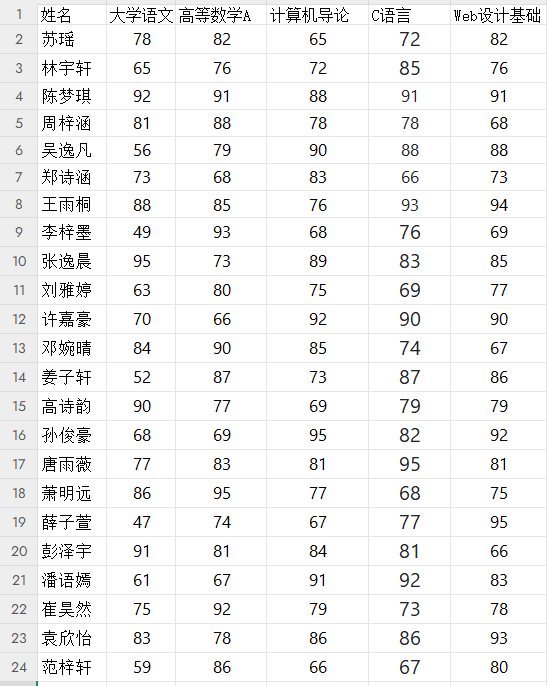 1 姓名 大学语文 高等数学A 计算机导论 C语言 Web设计基础
2 苏瑶 78 82 65 72 82
3 林宇轩 65 76 72 85 76
4 陈梦琪 92 91 88 91 91
5 周梓涵 81 88 78 78 68
6 吴逸凡 56 79 90 88 88
7 郑诗涵 73 68 83 66 73
8 王雨桐 88 85 76 93 94
9 李梓墨 49 93 68 76 69
10 张逸晨 95 73 89 83 85
11 刘雅婷 63 80 75 69 77
12 许嘉豪 70 66 92 90 90
13 邓婉晴 84 90 85 74 67
14 姜子轩 52 87 73 87 86
15 高诗韵 90 77 69 79 79
16 孙俊豪 68 69 95 82 92
17 唐雨薇 77 83 81 95 81
18 萧明远 86 95 77 68 75
19 薛子萱 47 74 67 77 95
20 彭泽宇 91 81 84 81 66
21 潘语嫣 61 67 91 92 83
22 崔昊然 75 92 79 73 78
23 袁欣怡 83 78 86 86 93
24 范梓轩 59 86 66 67 80